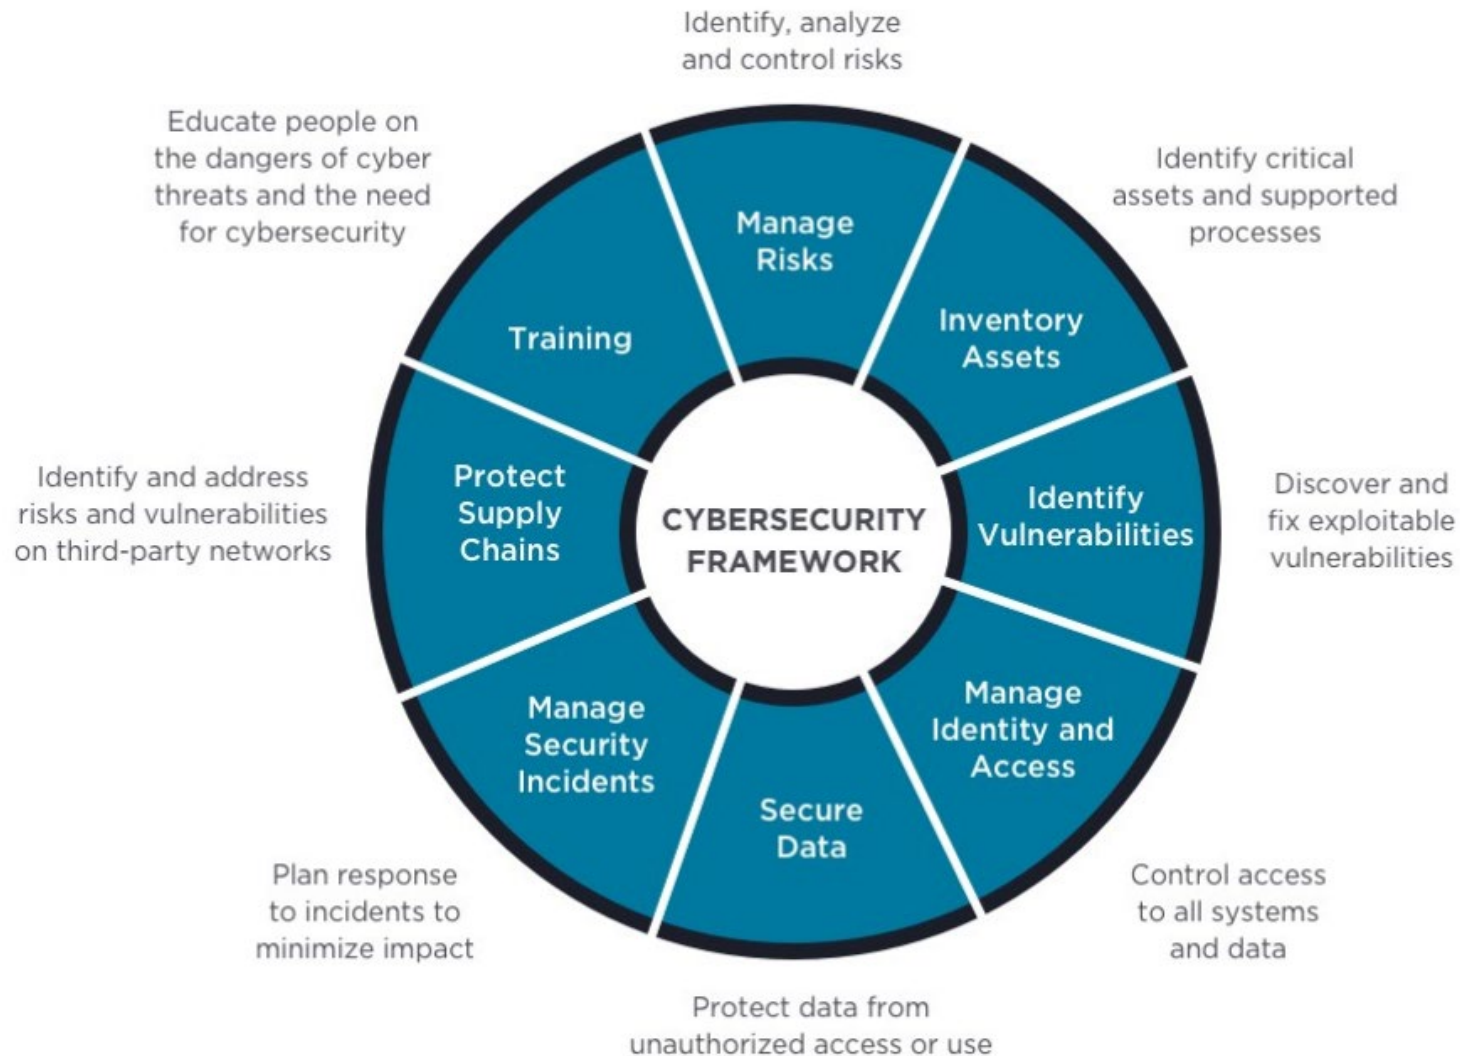 Identify, analyze
and control risks
Manage
Risks
Identify critical
assets and supported
processes
Inventory
Assets
Discover and
fix exploitable
vulnerabilities
Identify
Vulnerabilities
Control access
to all systems
and data
Manage
Identity and
Access
Protect data from
unauthorized access or use
Secure
Data
Plan response
to incidents to
minimize impact
Manage
Security
Incidents
Identify and address
risks and vulnerabilities
on third-party networks
Protect
Supply
Chains
Educate people on
the dangers of cyber
threats and the need
for cybersecurity
Training
CYBERSECURITY
FRAMEWORK